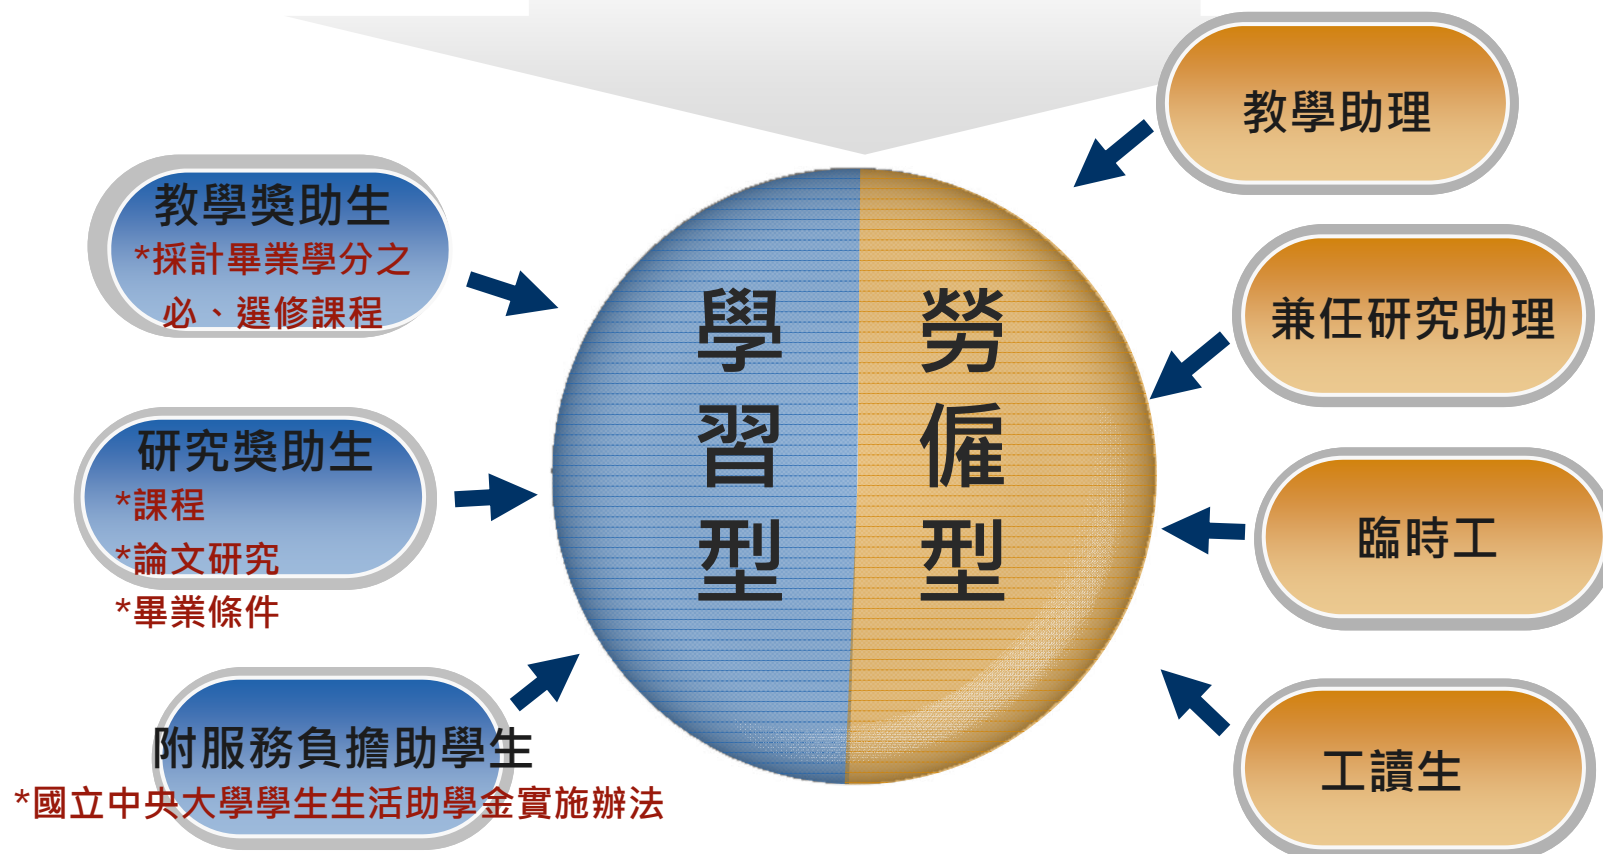 教學獎助生
*採計畢業學分之
必、選修課程
研究獎助生
*課程
*論文研究
*畢業條件
附服務負擔助學生
*國立中央大學學生生活助學金實施辦法
學習型
勞僱型
教學助理
兼任研究助理
臨時工
工讀生